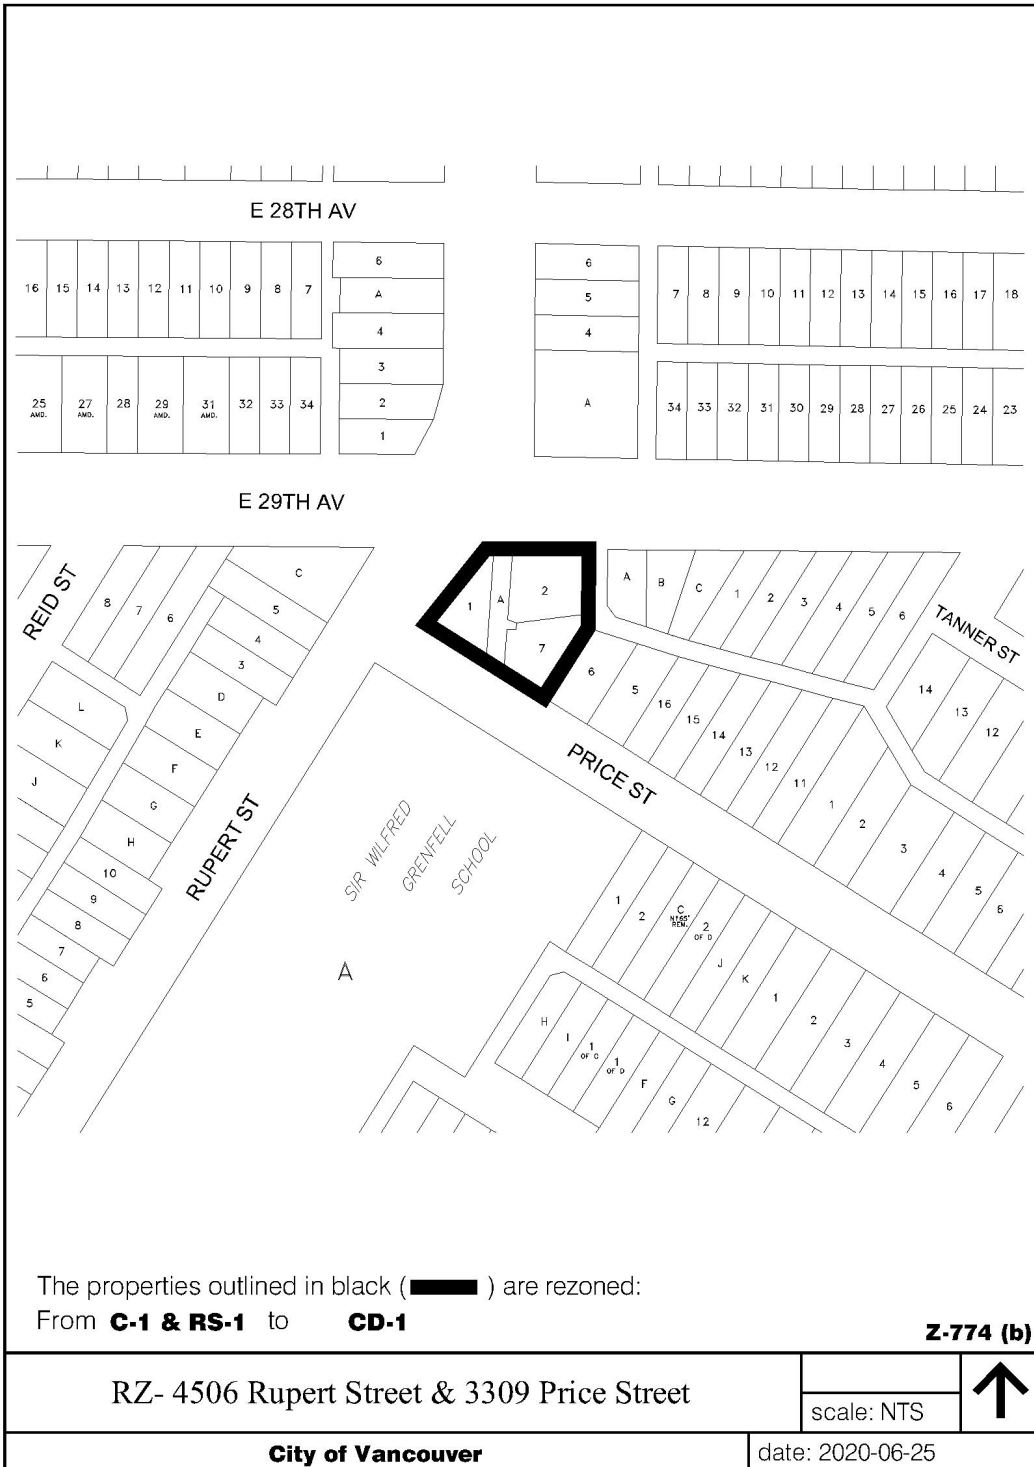 E 28TH AV
6
6
16 15 14 13 12 11 10 9 8 7
A
5
7 8 9 10 11 12 13 14 15 16 17 18
4
4
3
25 AMD. 27 AMD. 28 29 AMD. 31 AMD. 32 33 34
2
A
34 33 32 31 30 29 28 27 26 25 24 23
1
E 29TH AV
REID ST
8 7 6
C
5
4
3
D
E
F
G
H
10
9
8
7
6
5
L
K
J
RUPERT ST
1 A 2
7
A B C 1 2 3 4 5 6
TANNER ST
14 13 12
6 5 16 15 14 13 12 11 1 2 3 4 5 6
PRICE ST
SIR WILFRED
GRENFELL
SCHOOL
A
1 2 C N'65' REM. 2 OF D J K 1 2 3 4 5 6
H I 1 OF C 1 OF D F G 12
The properties outlined in black ( ) are rezoned:
From C-1 & RS-1 to CD-1
Z-774 (b)
RZ- 4506 Rupert Street & 3309 Price Street
scale: NTS
City of Vancouver
date: 2020-06-25